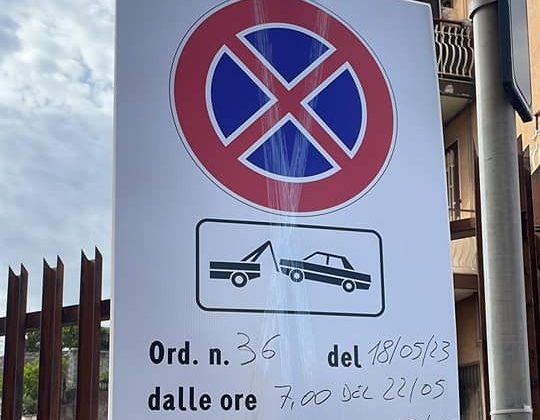 Ord. n. 36 del 18/05/23
dalle ore 7,00 DEL 22/05